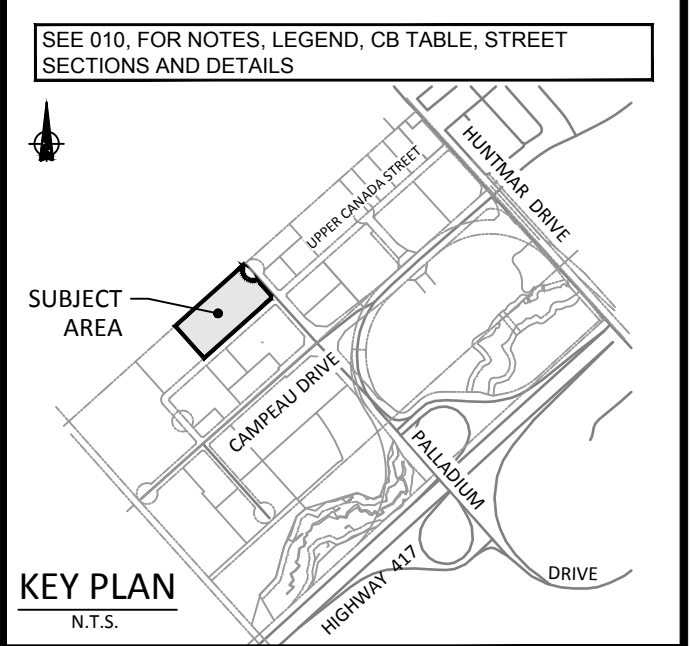 SEE 010, FOR NOTES, LEGEND, CB TABLE, STREET
SECTIONS AND DETAILS
HUNTMAR DRIVE
UPPER CANADA STREET
SUBJECT
AREA
CAMPEAU DRIVE
PALLADIUM
DRIVE
HIGHWAY 417
KEY PLAN
N.T.S.